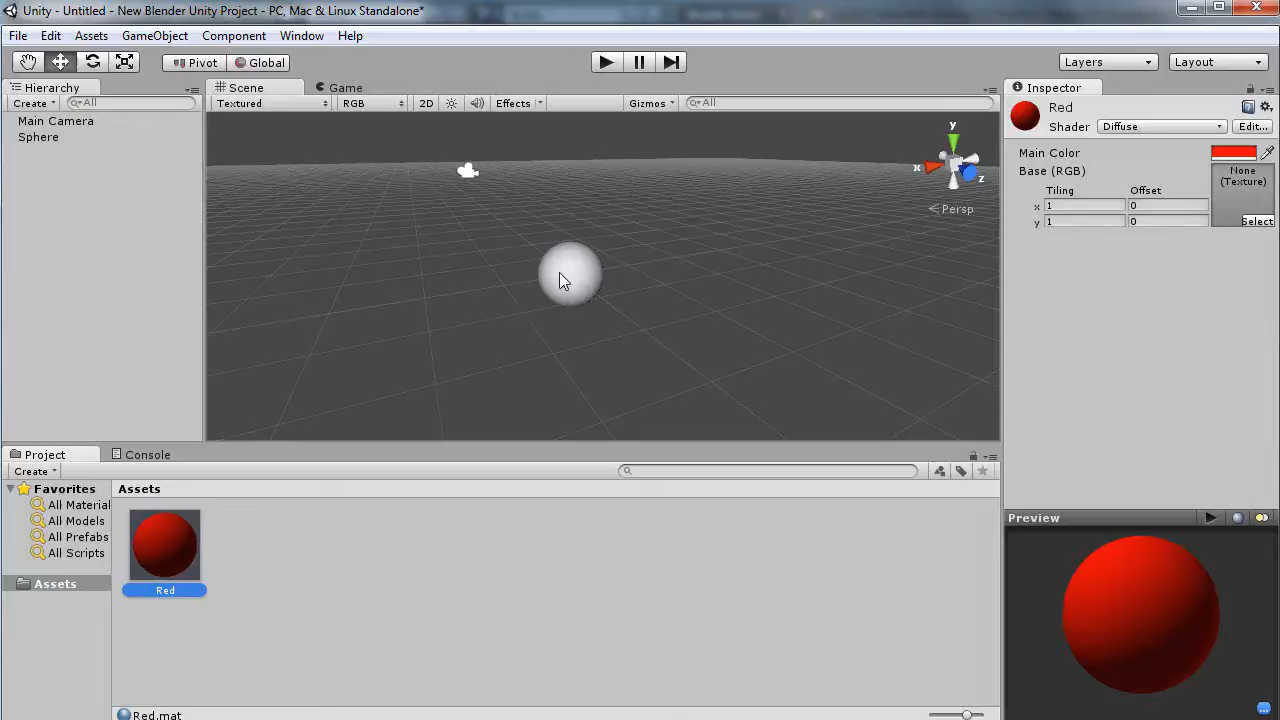 Unity - Untitled - New Blender Unity Project - PC, Mac & Linux Standalone*
File Edit Assets GameObject Component Window Help
Pivot Global Layers Layout
Hierarchy
Create All
Main Camera
Sphere
Scene Game
Textured RGB 2D Effects Gizmos All
y
x
z
Persp
Inspector
Red
Shader Diffuse Edit...
Main Color
Base (RGB)
None
(Texture)
Tiling Offset
x 1 0
y 1 0
Select
Project Console
Create
Favorites
All Material
All Models
All Prefabs
All Scripts
Assets
Assets
Red
Red.mat
Preview